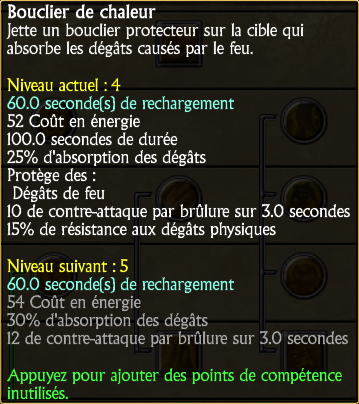 Bouclier de chaleur
Jette un bouclier protecteur sur la cible qui
absorbe les dégâts causés par le feu.
Niveau actuel : 4
60.0 seconde(s) de rechargement
52 Coût en énergie
100.0 secondes de durée
25% d'absorption des dégâts
Protège des :
Dégâts de feu
10 de contre-attaque par brûlure sur 3.0 secondes
15% de résistance aux dégâts physiques
Niveau suivant : 5
60.0 seconde(s) de rechargement
54 Coût en énergie
30% d'absorption des dégâts
12 de contre-attaque par brûlure sur 3.0 secondes
Appuyez pour ajouter des points de compétence
inutilisés.